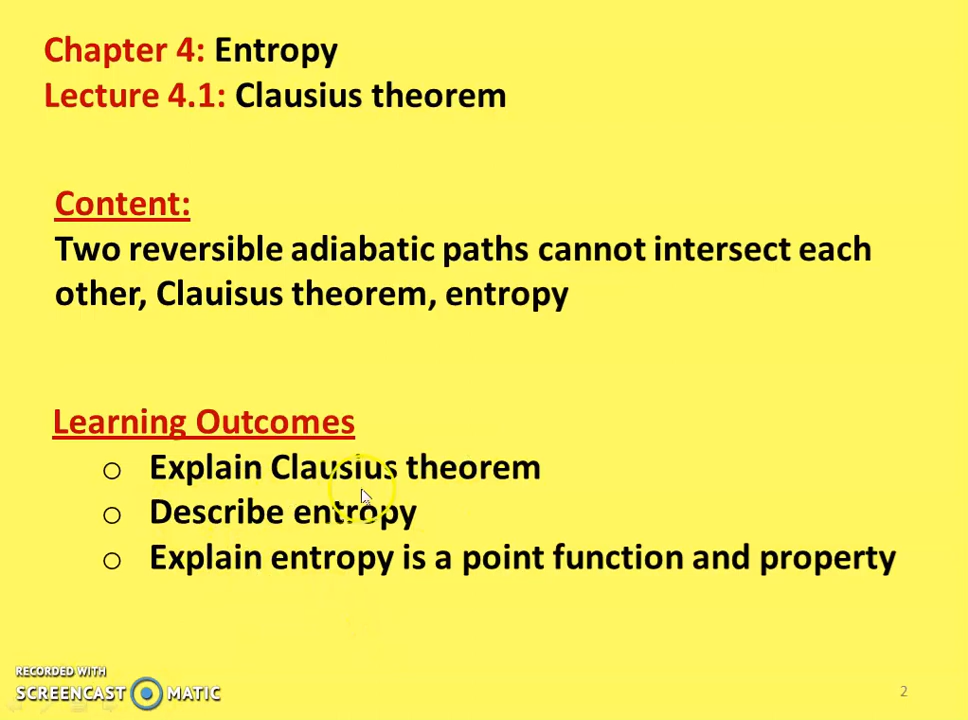 Chapter 4: Entropy
Lecture 4.1: Clausius theorem
Content:
Two reversible adiabatic paths cannot intersect each
other, Clauisus theorem, entropy
Learning Outcomes
o Explain Clausius theorem
o Describe entropy
o Explain entropy is a point function and property
RECORDED WITH
SCREENCAST MATIC
2